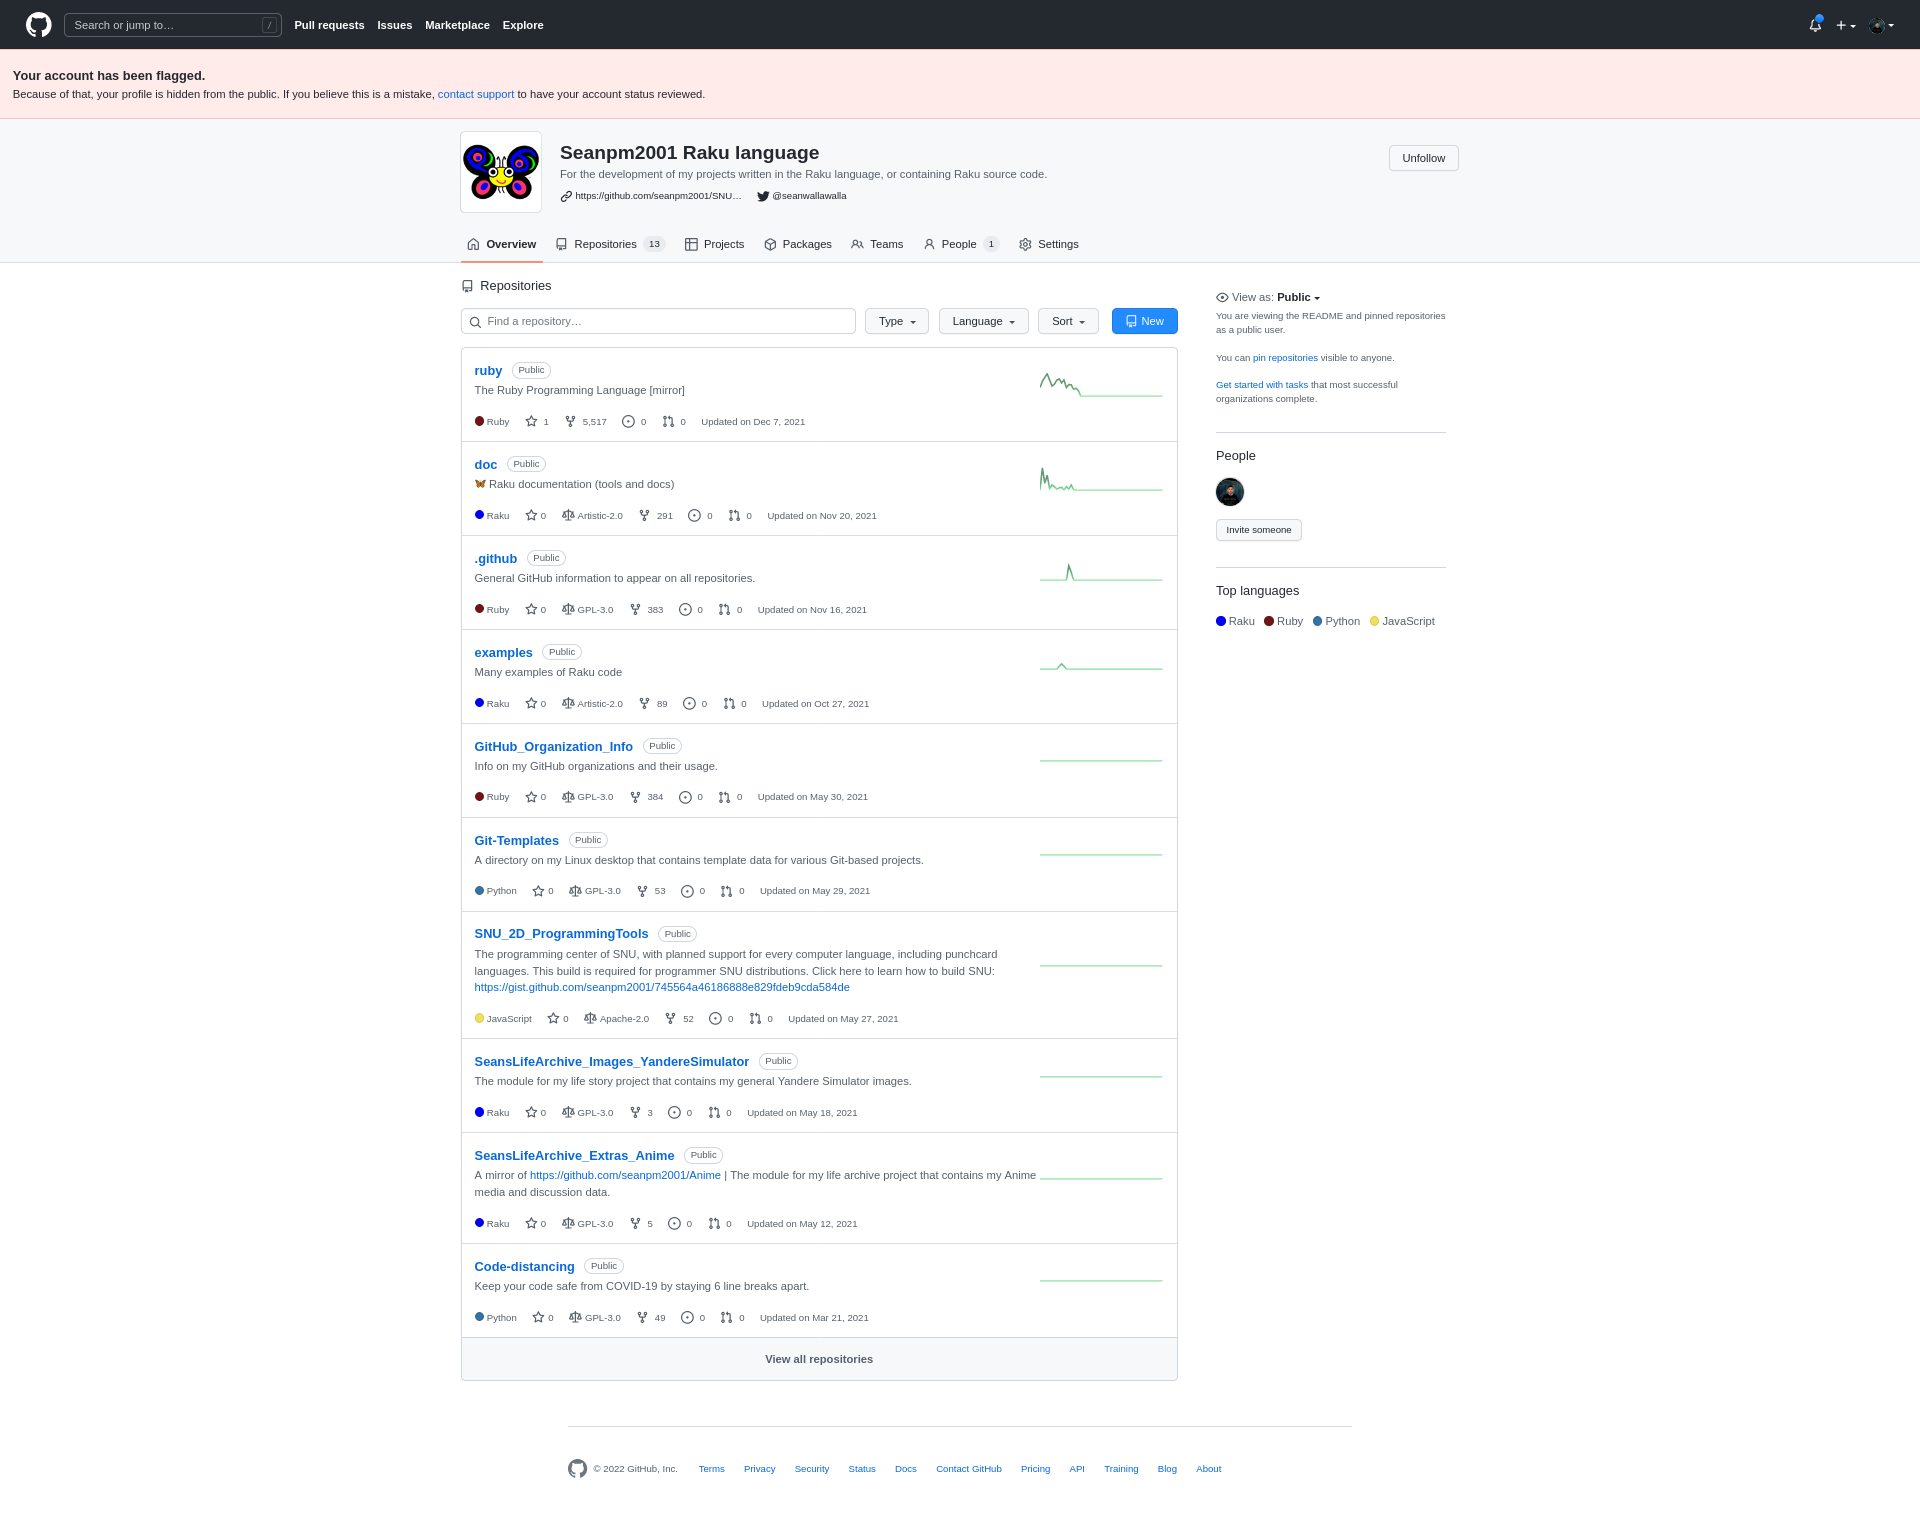 Search or jump to… /
Pull requests Issues Marketplace Explore
Your account has been flagged.
Because of that, your profile is hidden from the public. If you believe this is a mistake, contact support to have your account status reviewed.
Seanpm2001 Raku language
For the development of my projects written in the Raku language, or containing Raku source code.
https://github.com/seanpm2001/SNU… @seanwallawalla
Unfollow
Overview Repositories 13 Projects Packages Teams People 1 Settings
Repositories
Find a repository… Type Language Sort New
ruby Public
The Ruby Programming Language [mirror]
Ruby 1 5,517 0 0 Updated on Dec 7, 2021
doc Public
Raku documentation (tools and docs)
Raku 0 Artistic-2.0 291 0 0 Updated on Nov 20, 2021
.github Public
General GitHub information to appear on all repositories.
Ruby 0 GPL-3.0 383 0 0 Updated on Nov 16, 2021
examples Public
Many examples of Raku code
Raku 0 Artistic-2.0 89 0 0 Updated on Oct 27, 2021
GitHub_Organization_Info Public
Info on my GitHub organizations and their usage.
Ruby 0 GPL-3.0 384 0 0 Updated on May 30, 2021
Git-Templates Public
A directory on my Linux desktop that contains template data for various Git-based projects.
Python 0 GPL-3.0 53 0 0 Updated on May 29, 2021
SNU_2D_ProgrammingTools Public
The programming center of SNU, with planned support for every computer language, including punchcard
languages. This build is required for programmer SNU distributions. Click here to learn how to build SNU:
https://gist.github.com/seanpm2001/745564a46186888e829fdeb9cda584de
JavaScript 0 Apache-2.0 52 0 0 Updated on May 27, 2021
SeansLifeArchive_Images_YandereSimulator Public
The module for my life story project that contains my general Yandere Simulator images.
Raku 0 GPL-3.0 3 0 0 Updated on May 18, 2021
SeansLifeArchive_Extras_Anime Public
A mirror of https://github.com/seanpm2001/Anime | The module for my life archive project that contains my Anime
media and discussion data.
Raku 0 GPL-3.0 5 0 0 Updated on May 12, 2021
Code-distancing Public
Keep your code safe from COVID-19 by staying 6 line breaks apart.
Python 0 GPL-3.0 49 0 0 Updated on Mar 21, 2021
View all repositories
View as: Public
You are viewing the README and pinned repositories
as a public user.
You can pin repositories visible to anyone.
Get started with tasks that most successful
organizations complete.
People
Invite someone
Top languages
Raku Ruby Python JavaScript
© 2022 GitHub, Inc. Terms Privacy Security Status Docs Contact GitHub Pricing API Training Blog About